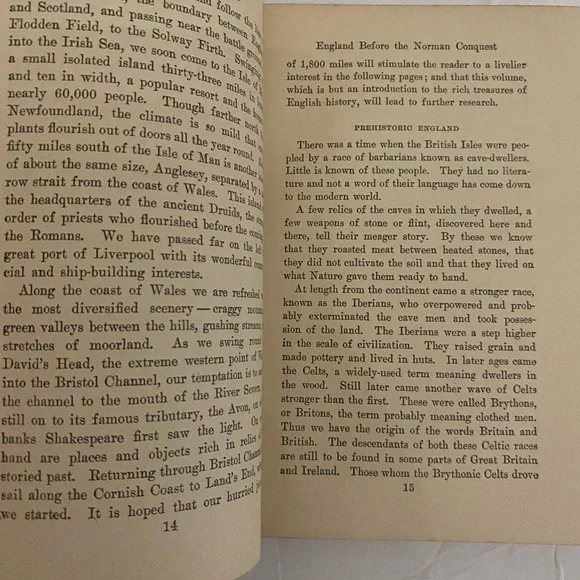 and Scotland, and passing near the battle
Flodden Field, to the Solway Firth.
into the Irish Sea, we soon come to the Isle of
a small isolated island thirty-three miles in
and ten in width, a popular resort and the
nearly 60,000 people. Though farther north
Newfoundland, the climate is so mild that
plants flourish out of doors all the year round.
fifty miles south of the Isle of Man is another
of about the same size, Anglesey, separated by a
row strait from the coast of Wales. This island
the headquarters of the ancient Druids, the
order of priests who flourished before the
the Romans. We have passed far on the
great port of Liverpool with its wonderful
cial and ship-building interests.
Along the coast of Wales we are refreshed
the most diversified scenery—craggy
green valleys between the hills, gushing
stretches of moorland. As we swing
David's Head, the extreme western point of
into the Bristol Channel, our temptation is to
the channel to the mouth of the River
still on to its famous tributary, the Avon, on
banks Shakespeare first saw the light. On
hand are places and objects rich in relics
storied past. Returning through Bristol
sail along the Cornish Coast to Land's End,
we started. It is hoped that our hurried
14
England Before the Norman Conquest
of 1,800 miles will stimulate the reader to a livelier
interest in the following pages; and that this volume,
which is but an introduction to the rich treasures of
English history, will lead to further research.
PREHISTORIC ENGLAND
There was a time when the British Isles were peo-
pled by a race of barbarians known as cave-dwellers.
Little is known of these people. They had no litera-
ture and not a word of their language has come down
to the modern world.
A few relics of the caves in which they dwelled, a
few weapons of stone or flint, discovered here and
there, tell their meager story. By these we know
that they roasted meat between heated stones, that
they did not cultivate the soil and that they lived on
what Nature gave them ready to hand.
At length from the continent came a stronger race,
known as the Iberians, who overpowered and prob-
ably exterminated the cave men and took posses-
sion of the land. The Iberians were a step higher
in the scale of civilization. They raised grain and
made pottery and lived in huts. In later ages came
the Celts, a widely-used term meaning dwellers in
the wood. Still later came another wave of Celts
stronger than the first. These were called Brythons,
or Britons, the term probably meaning clothed men.
Thus we have the origin of the words Britain and
British. The descendants of both these Celtic races
are still to be found in some parts of Great Britain
and Ireland. Those whom the Brythonic Celts drove
15